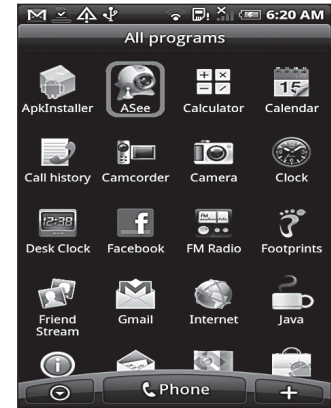 6:20 AM
All programs
ApkInstaller ASee Calculator Calendar
15
Call history Camcorder Camera Clock
12:38
Desk Clock Facebook FM Radio Footprints
Friend Stream Gmail Internet Java
Phone